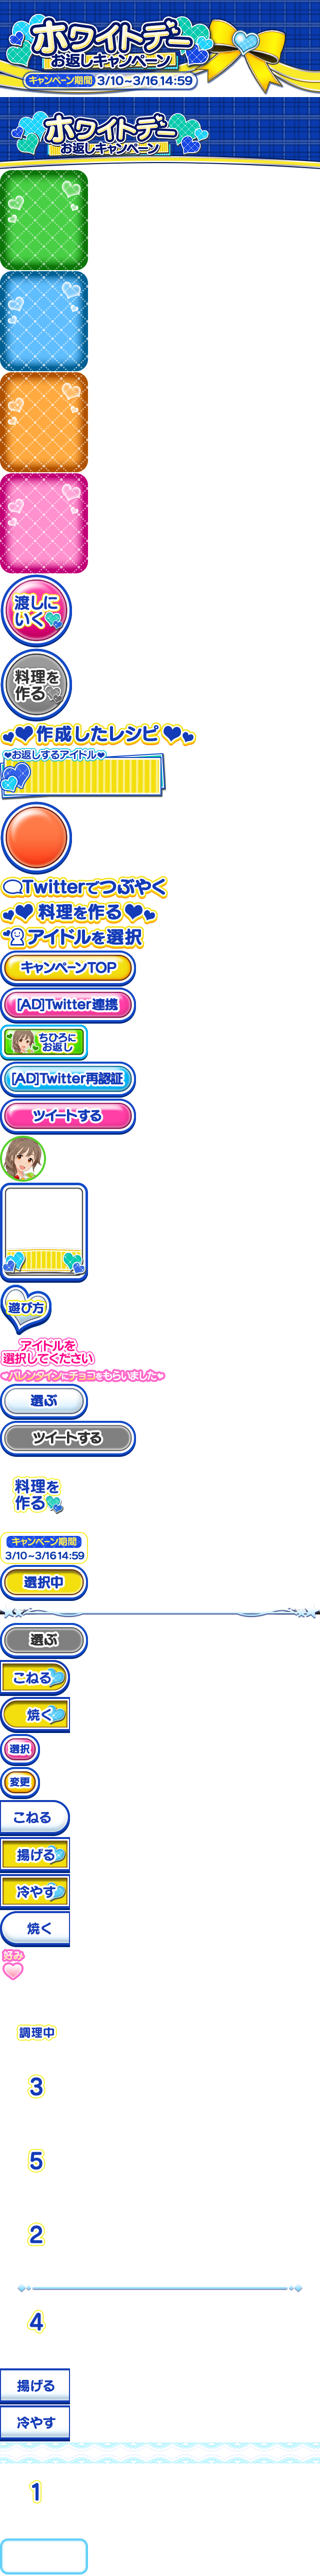 ホワイトデー
お返しキャンペーン
キャンペーン期間 3/10~3/16 14:59
ホワイトデー
お返しキャンペーン
渡しに
いく
料理を
作る
作成したレシピ
お返しするアイドル
Twitterでつぶやく
料理を作る
アイドルを選択
キャンペーンTOP
[AD]Twitter連携
ちひろに
お返し
[AD]Twitter再認証
ツイートする
遊び方
アイドルを
選択してください
バレンタインにチョコをもらいました
選ぶ
ツイートする
料理を
作る
キャンペーン期間
3/10~3/16 14:59
選択中
選ぶ
こねる
焼く
選択
変更
こねる
揚げる
冷やす
焼く
好み
調理中
3
5
2
4
揚げる
冷やす
1